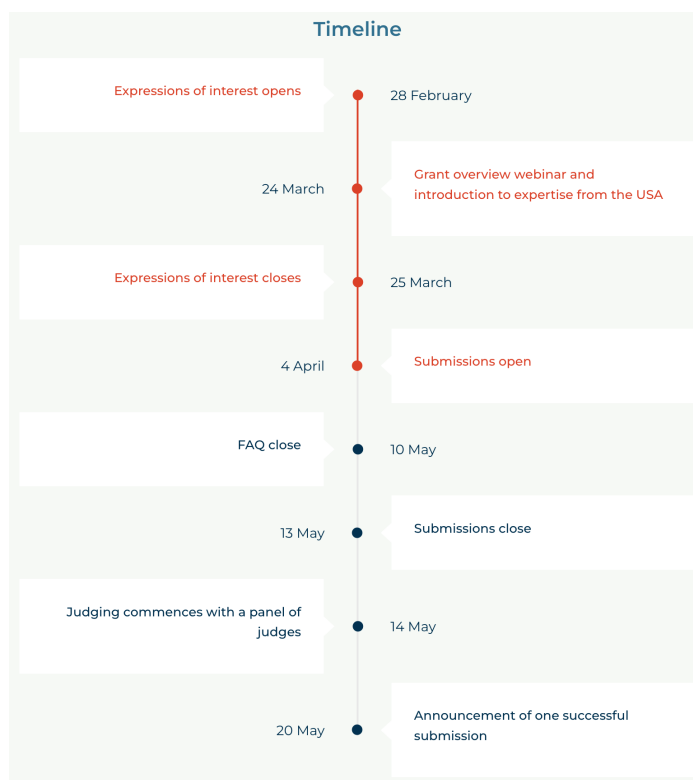 Timeline
Expressions of interest opens
28 February
24 March
Grant overview webinar and
introduction to expertise from the USA
Expressions of interest closes
25 March
4 April
Submissions open
FAQ close
10 May
13 May
Submissions close
Judging commences with a panel of
judges
14 May
20 May
Announcement of one successful
submission